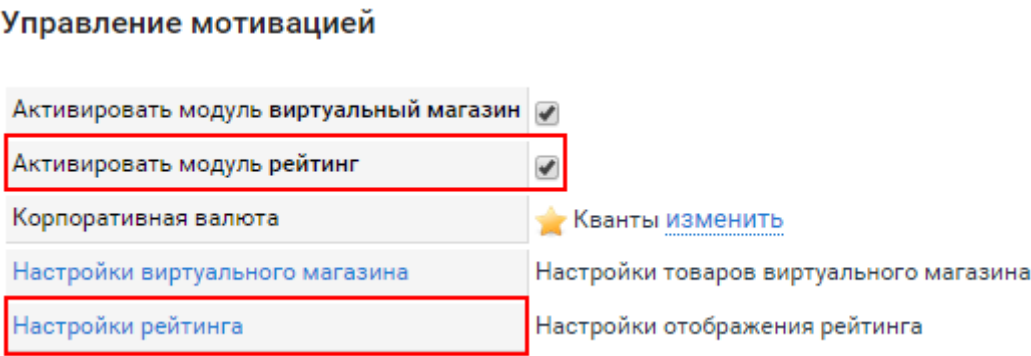 Управление мотивацией
Активировать модуль виртуальный магазин
Активировать модуль рейтинг
Корпоративная валюта Кванты изменить
Настройки виртуального магазина Настройки товаров виртуального магазина
Настройки рейтинга Настройки отображения рейтинга